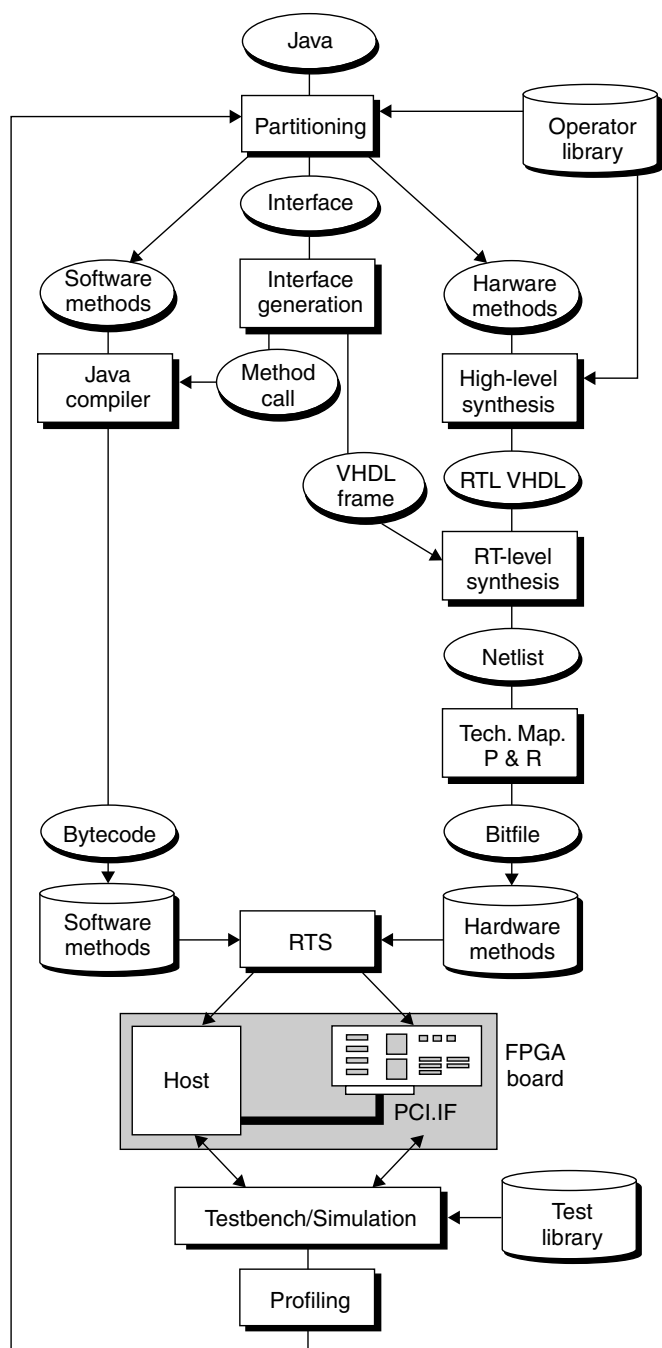 Java
Partitioning
Operator
library
Interface
Software
methods
Interface
generation
Harware
methods
Java
compiler
Method
call
High-level
synthesis
VHDL
frame
RTL VHDL
RT-level
synthesis
Netlist
Tech. Map.
P & R
Bytecode
Bitfile
Software
methods
RTS
Hardware
methods
Host
PCI.IF
FPGA
board
Testbench/Simulation
Test
library
Profiling